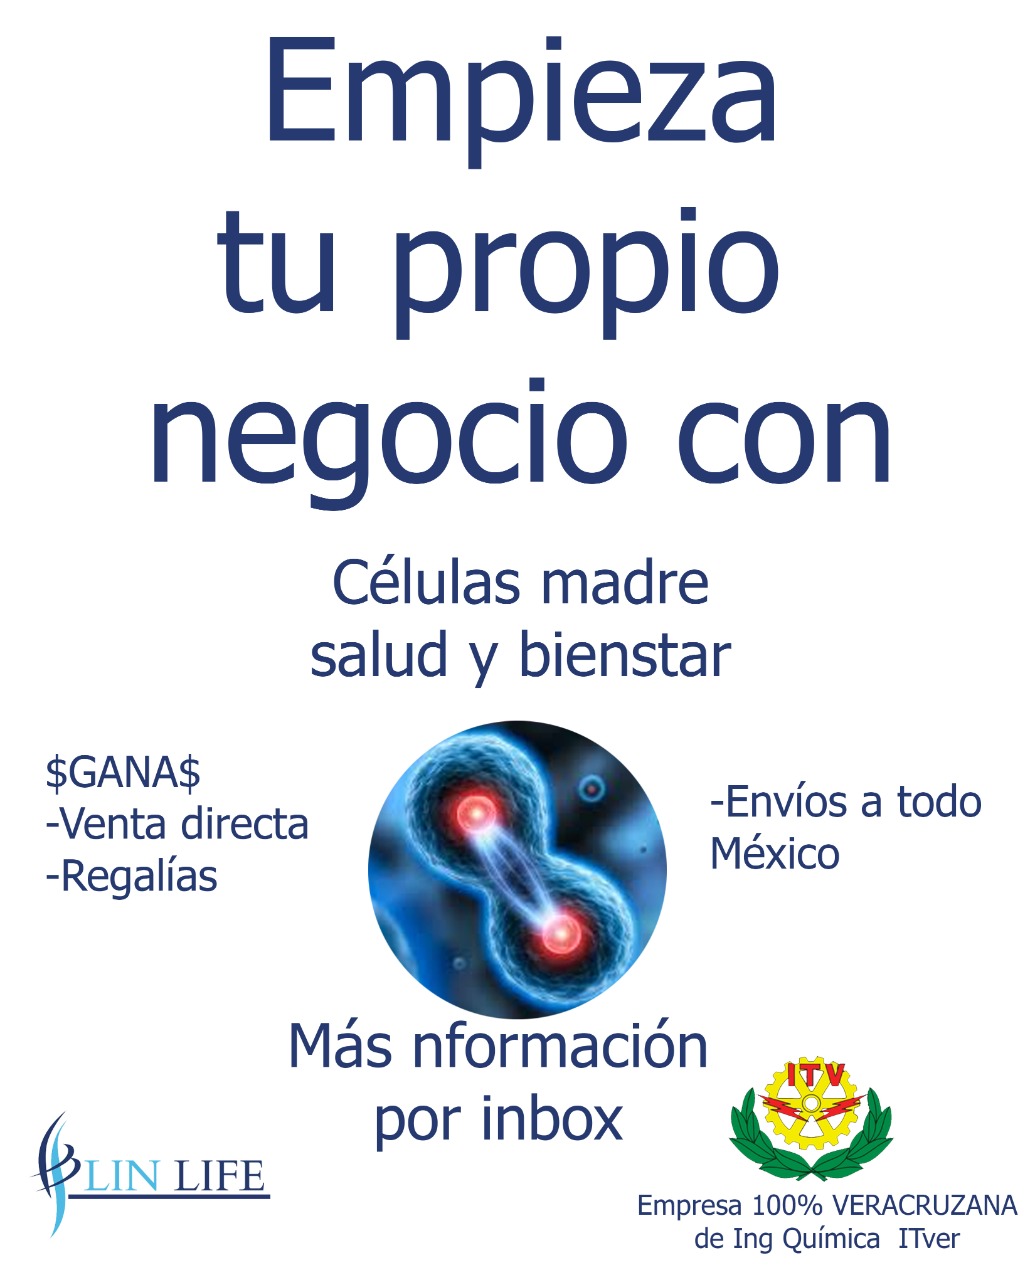 Empieza
tu propio
negocio con
Células madre
salud y bienstar
$GANA$
-Venta directa
-Regalías
-Envíos a todo
México
Más nformación
por inbox
LIN LIFE
ITV
Empresa 100% VERACRUZANA
de Ing Química ITver